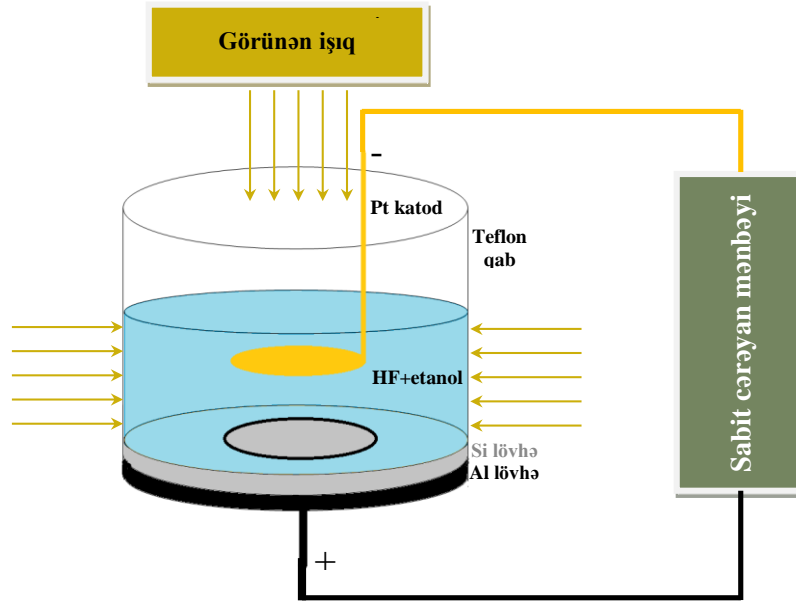 Görünən işıq
-
Pt katod
Teflon
qab
HF+etanol
Si lövhə
Al lövhə
+
Sabit cərəyan mənbəyi